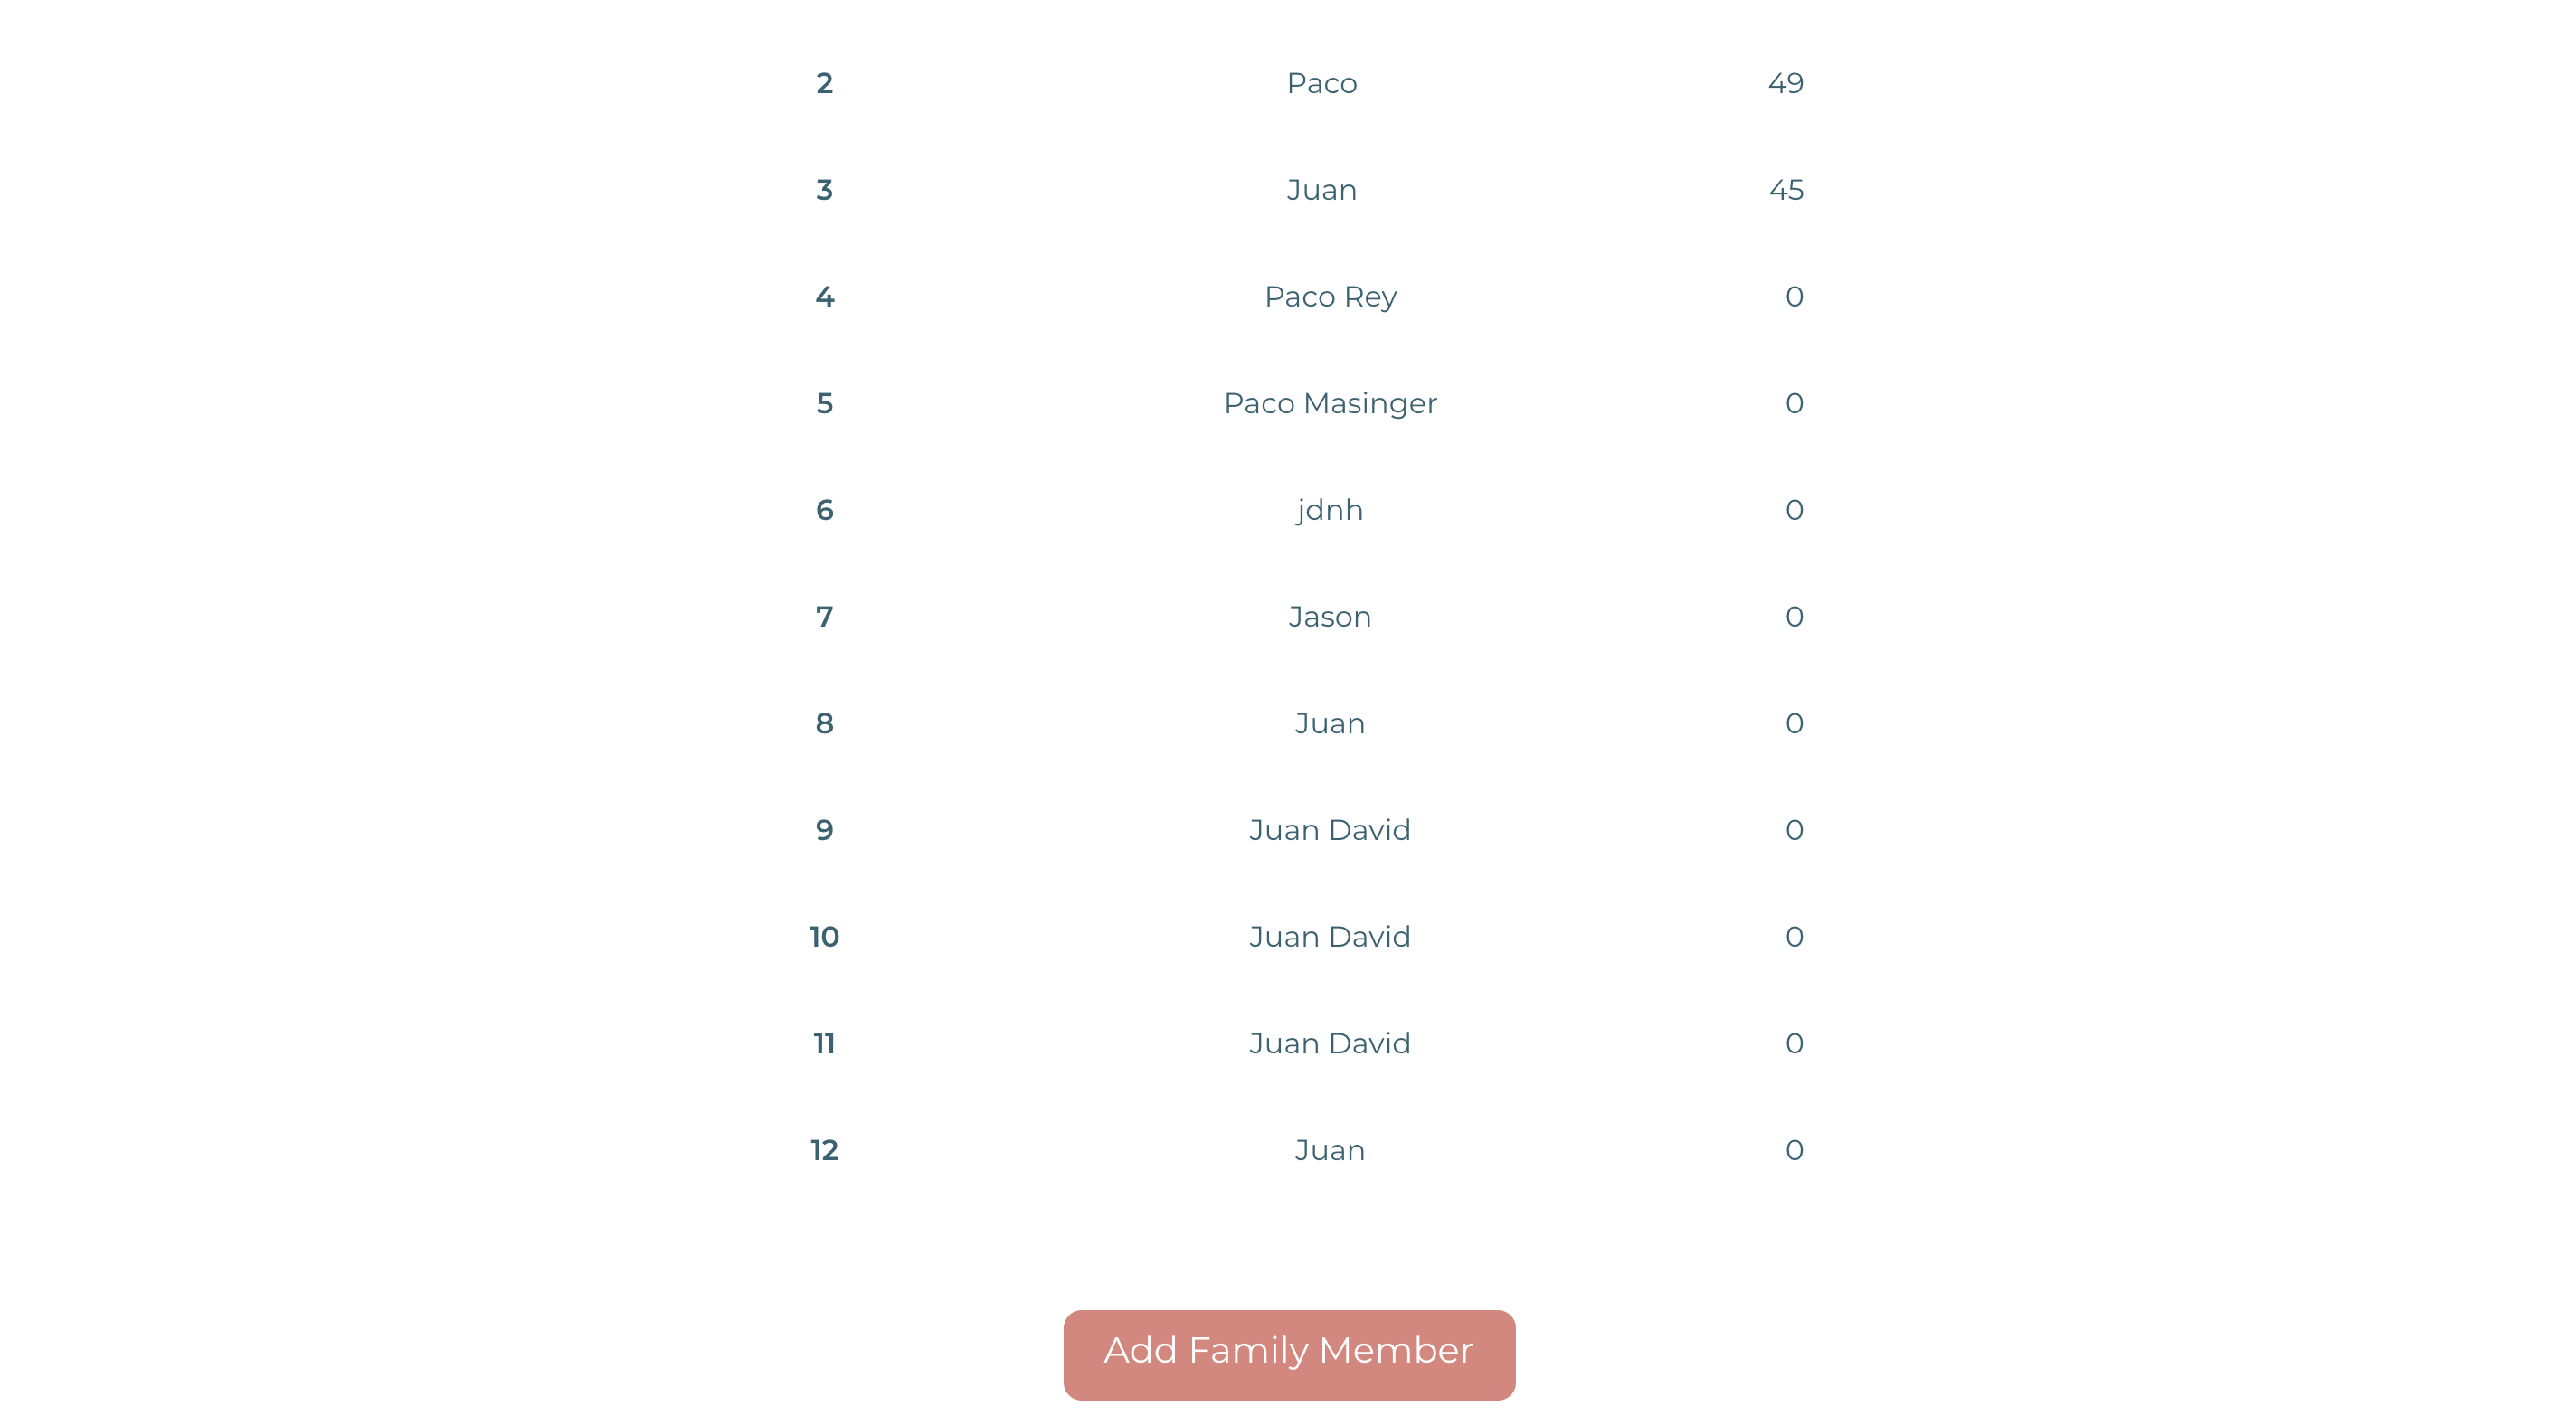 2 Paco 49
3 Juan 45
4 Paco Rey 0
5 Paco Masinger 0
6 jdnh 0
7 Jason 0
8 Juan 0
9 Juan David 0
10 Juan David 0
11 Juan David 0
12 Juan 0
Add Family Member